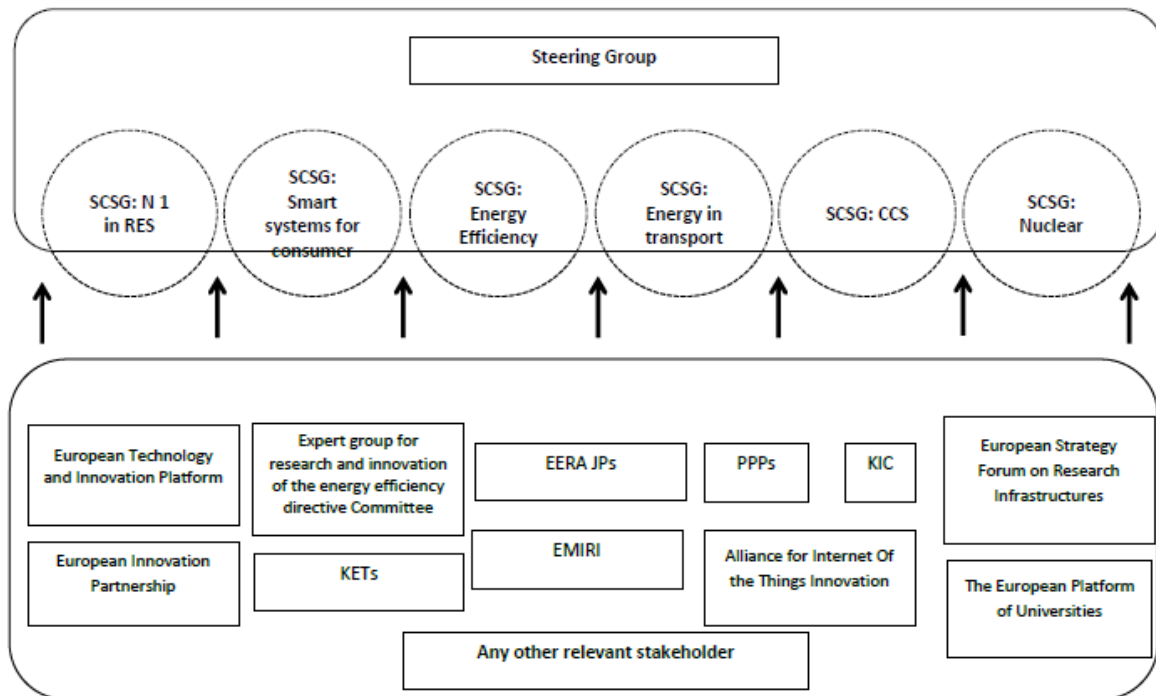 Steering Group
SCSG: N 1
in RES
SCSG:
Smart
systems for
consumer
SCSG:
Energy
Efficiency
SCSG:
Energy in
transport
SCSG: CCS
SCSG:
Nuclear
European Technology
and Innovation Platform
Expert group for
research and innovation
of the energy efficiency
directive Committee
EERA JPs
PPPs
KIC
European Strategy
Forum on Research
Infrastructures
European Innovation
Partnership
KETs
EMIRI
Alliance for Internet Of
the Things Innovation
The European Platform
of Universities
Any other relevant stakeholder